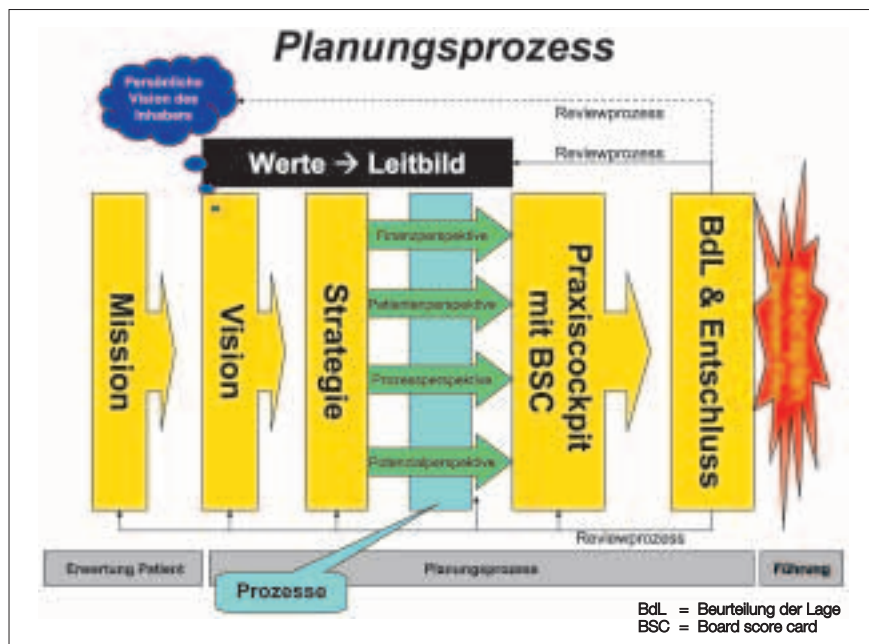 Planungsprozess
Persönliche
Vision des
Inhabers
Reviewprozess
Reviewprozess
Werte → Leitbild
Mission
Vision
Strategie
Finanzperspektive
Patientenperspektive
Prozessperspektive
Potenzialperspektive
Praxiscockpit
mit BSC
BdL & Entschluss
Reviewprozess
Erwartung Patient
Planungsprozess
Führung
Prozesse
BdL = Beurteilung der Lage
BSC = Board score card